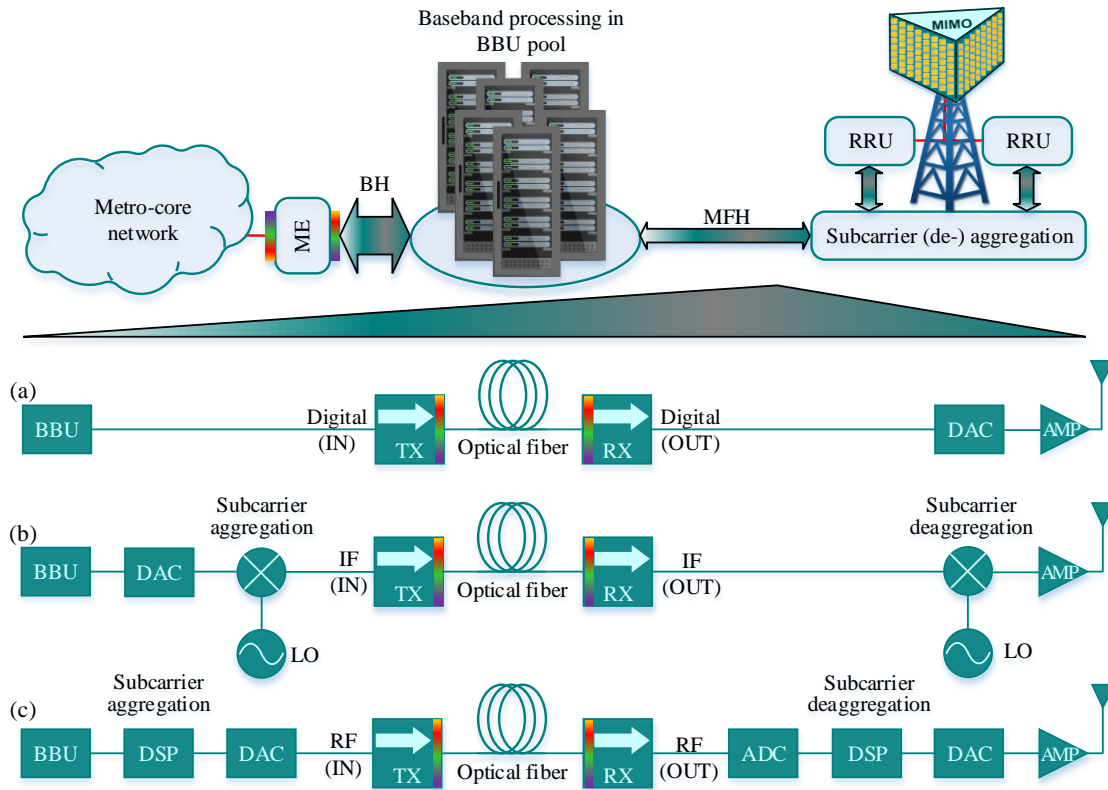 Baseband processing in
BBU pool
MIMO
RRU
RRU
BH
Metro-core
network
ME
MFH
Subcarrier (de-) aggregation
(a)
BBU
Digital
(IN)
TX
Optical fiber
RX
Digital
(OUT)
DAC
AMP
(b)
Subcarrier
aggregation
Subcarrier
deaggregation
BBU
DAC
IF
(IN)
TX
Optical fiber
RX
IF
(OUT)
AMP
LO
LO
(c)
Subcarrier
aggregation
Subcarrier
deaggregation
BBU
DSP
DAC
RF
(IN)
TX
Optical fiber
RX
RF
(OUT)
ADC
DSP
DAC
AMP